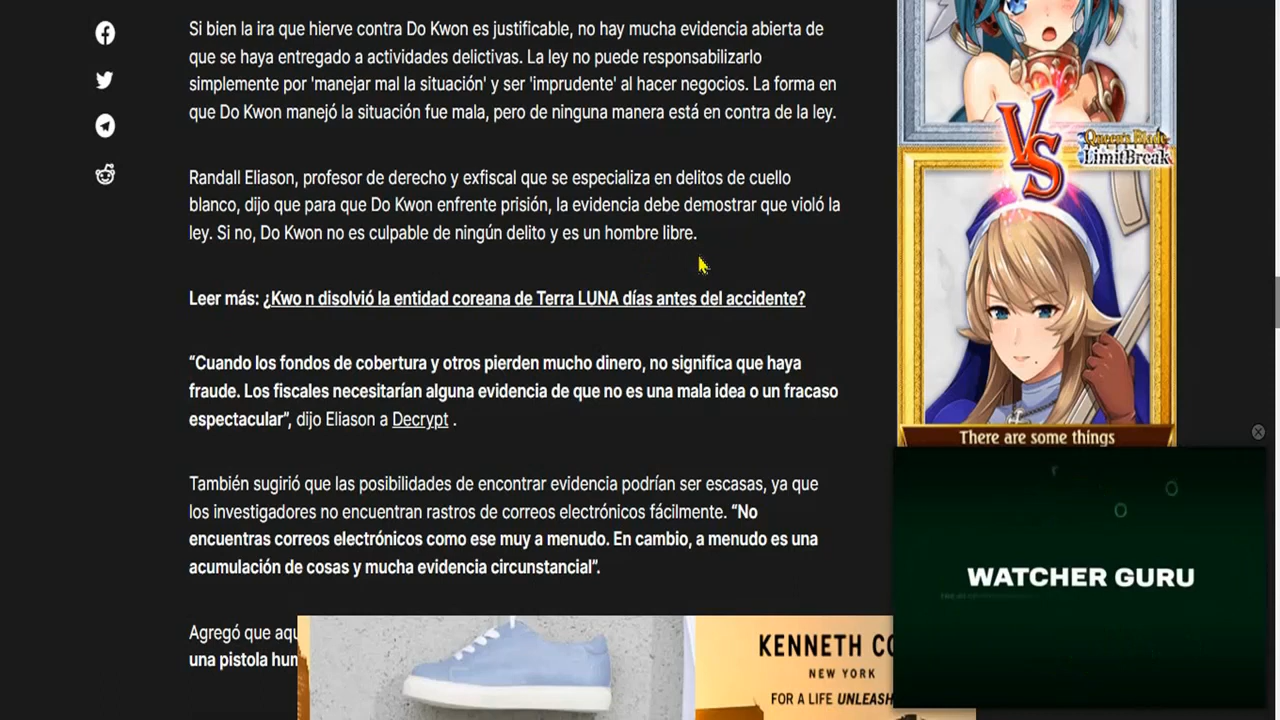 Si bien la ira que hierve contra Do Kwon es justificable, no hay mucha evidencia abierta de
que se haya entregado a actividades delictivas. La ley no puede responsabilizarlo
simplemente por 'manejar mal la situación' y ser 'imprudente' al hacer negocios. La forma en
que Do Kwon manejó la situación fue mala, pero de ninguna manera está en contra de la ley.
Randall Eliason, profesor de derecho y exfiscal que se especializa en delitos de cuello
blanco, dijo que para que Do Kwon enfrente prisión, la evidencia debe demostrar que violó la
ley. Si no, Do Kwon no es culpable de ningún delito y es un hombre libre.
Leer más: ¿Kwo n disolvió la entidad coreana de Terra LUNA días antes del accidente?
“Cuando los fondos de cobertura y otros pierden mucho dinero, no significa que haya
fraude. Los fiscales necesitarían alguna evidencia de que no es una mala idea o un fracaso
espectacular”, dijo Eliason a Decrypt .
También sugirió que las posibilidades de encontrar evidencia podrían ser escasas, ya que
los investigadores no encuentran rastros de correos electrónicos fácilmente. “No
encuentras correos electrónicos como ese muy a menudo. En cambio, a menudo es una
acumulación de cosas y mucha evidencia circunstancial”.
Agregó que
una pistola
VS
Queen's Blade
LimitBreak
There are some things
WATCHER GURU
KENNETH
NEW YORK
FOR A LIFE